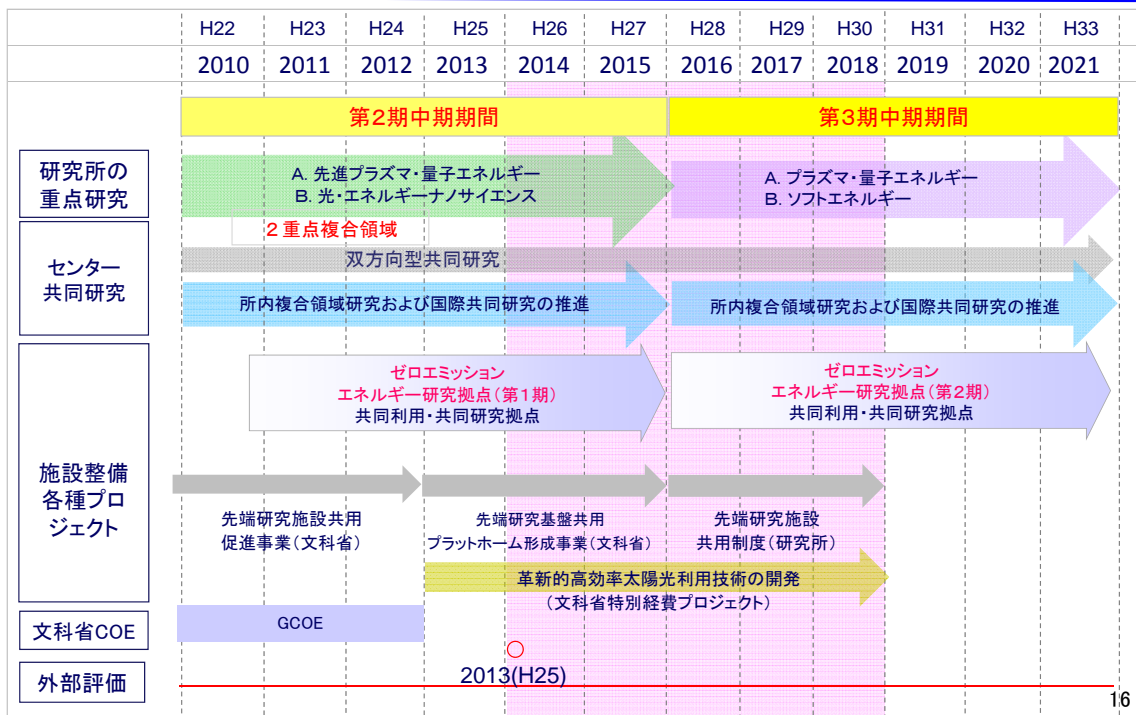 H22 H23 H24 H25 H26 H27 H28 H29 H30 H31 H32 H33
2010 2011 2012 2013 2014 2015 2016 2017 2018 2019 2020 2021
第2期中期期間
第3期中期期間
研究所の
重点研究
A. 先進プラズマ・量子エネルギー
B. 光・エネルギーナノサイエンス
A. プラズマ・量子エネルギー
B. ソフトエネルギー
センター
共同研究
2重点複合領域
双方向型共同研究
所内複合領域研究および国際共同研究の推進
所内複合領域研究および国際共同研究の推進
施設整備
各種プロ
ジェクト
ゼロエミッション
エネルギー研究拠点(第1期)
共同利用・共同研究拠点
ゼロエミッション
エネルギー研究拠点(第2期)
共同利用・共同研究拠点
先端研究施設共用
促進事業(文科省)
先端研究基盤共用
プラットホーム形成事業(文科省)
先端研究施設
共用制度(研究所)
革新的高効率太陽光利用技術の開発
(文科省特別経費プロジェクト)
文科省COE
GCOE
外部評価
2013(H25)
16